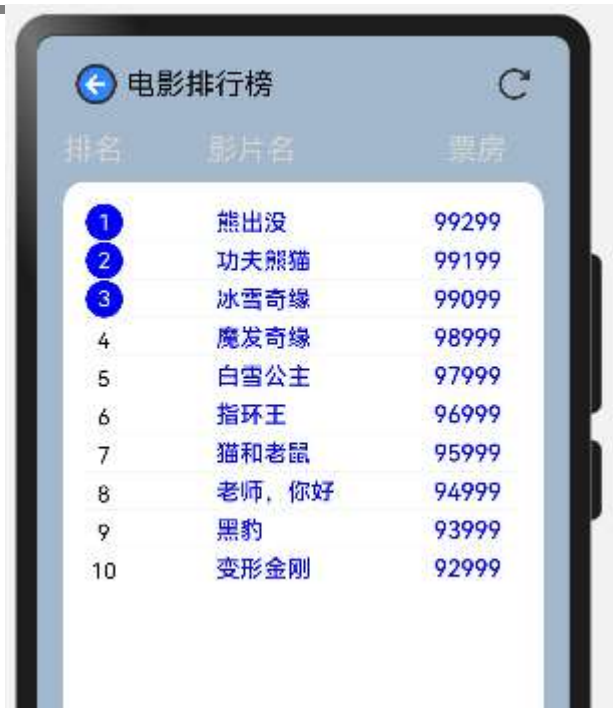 电影排行榜
排名 影片名 票房
1 熊出没 99299
2 功夫熊猫 99199
3 冰雪奇缘 99099
4 魔发奇缘 98999
5 白雪公主 97999
6 指环王 96999
7 猫和老鼠 95999
8 老师，你好 94999
9 黑豹 93999
10 变形金刚 92999